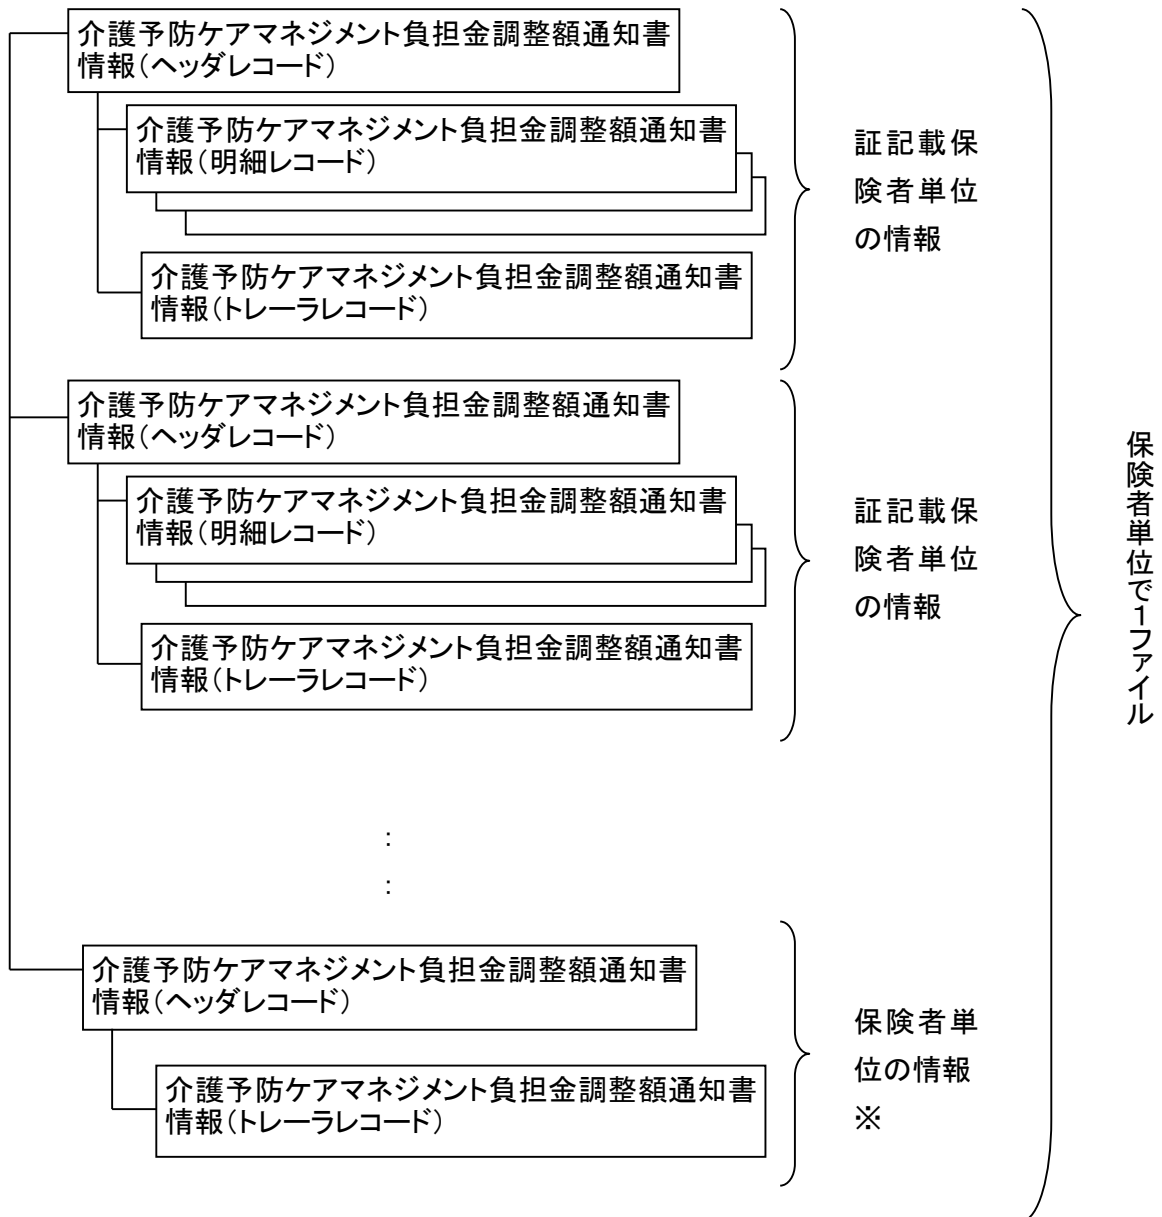 介護予防ケアマネジメント負担金調整額通知書
情報（ヘッダレコード）
介護予防ケアマネジメント負担金調整額通知書
情報（明細レコード）
介護予防ケアマネジメント負担金調整額通知書
情報（トレーラレコード）
証記載保
険者単位
の情報
介護予防ケアマネジメント負担金調整額通知書
情報（ヘッダレコード）
介護予防ケアマネジメント負担金調整額通知書
情報（明細レコード）
介護予防ケアマネジメント負担金調整額通知書
情報（トレーラレコード）
証記載保
険者単位
の情報
：
：
介護予防ケアマネジメント負担金調整額通知書
情報（ヘッダレコード）
介護予防ケアマネジメント負担金調整額通知書
情報（トレーラレコード）
保険者単
位の情報
※
保険者単位で１ファイル